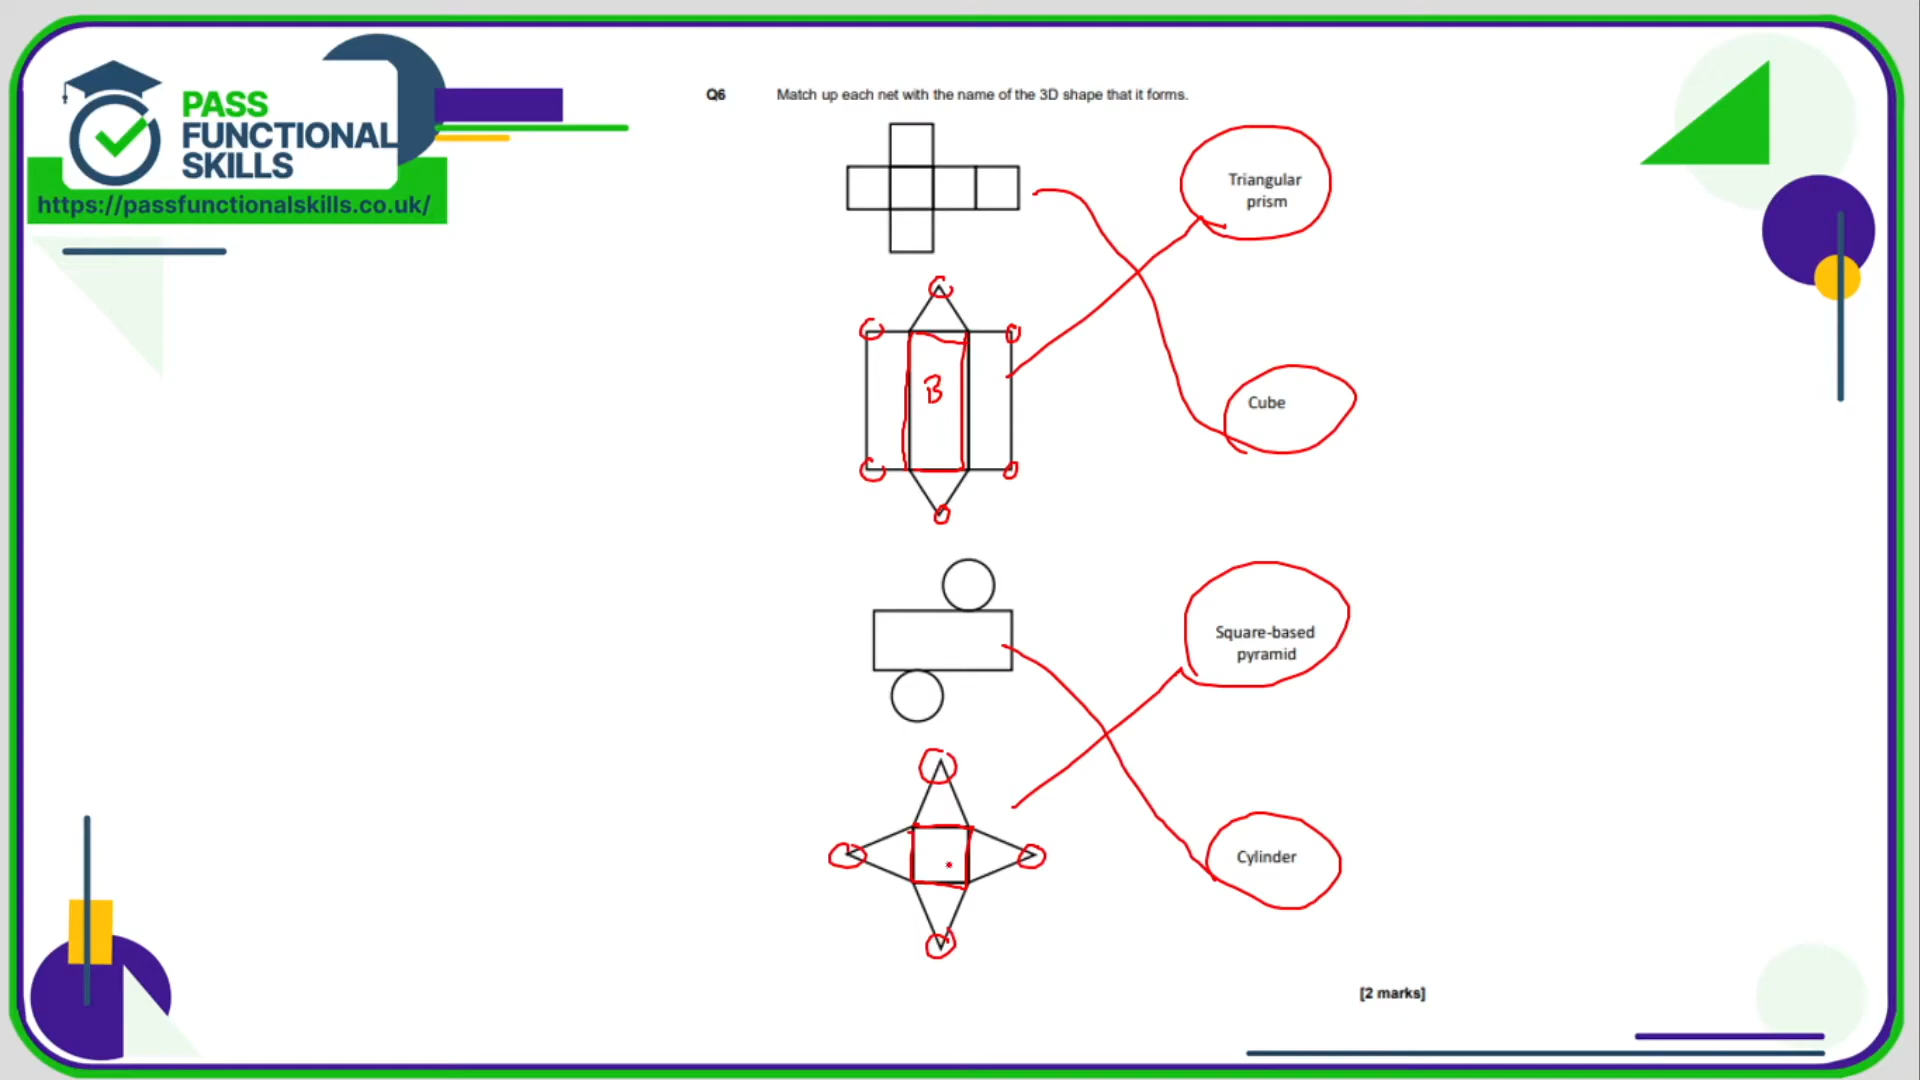 PASS
FUNCTIONAL
SKILLS
https://passfunctionalskills.co.uk/
Q6 Match up each net with the name of the 3D shape that it forms.
Triangular
prism
B
Cube
Square-based
pyramid
Cylinder
[2 marks]